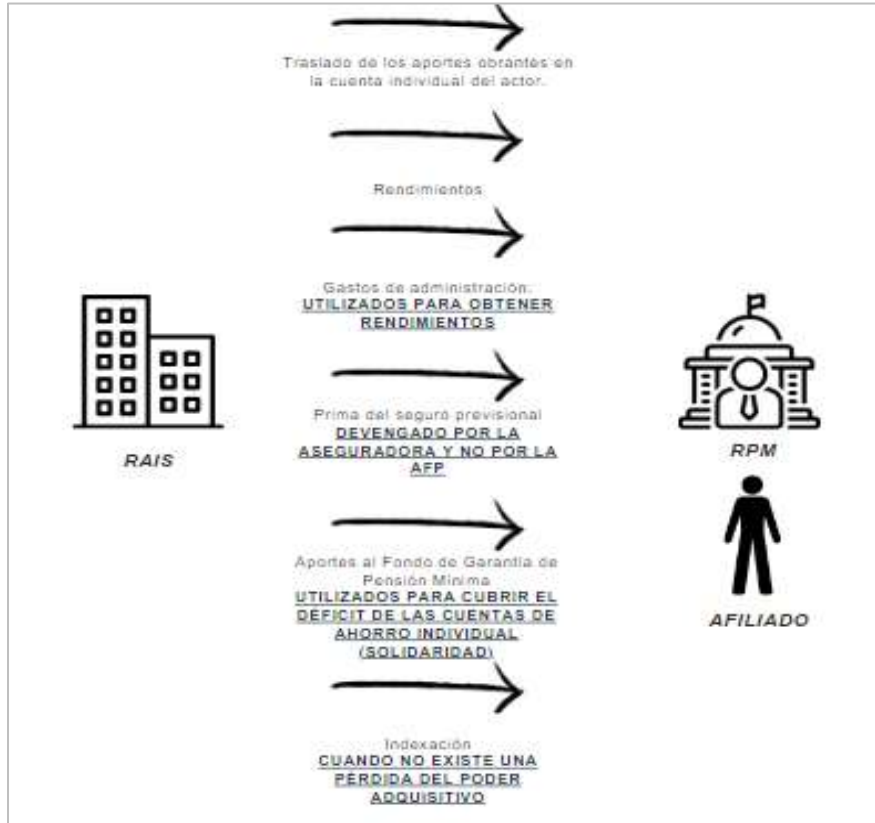 Traslado de los aportes obrantes en
la cuenta individual del actor.
Rendimientos
Gastos de administración:
UTILIZADOS PARA OBTENER
RENDIMIENTOS
Prima del seguro previsional
DEVENGADO POR LA
ASEGURADORA Y NO POR LA
AFP
RAIS
RPM
Aportes al Fondo de Garantía de
Pensión Mínima
UTILIZADOS PARA CUBRIR EL
DÉFICIT DE LAS CUENTAS DE
AHORRO INDIVIDUAL
(SOLIDARIDAD)
AFILIADO
Indexación
CUANDO NO EXISTE UNA
PÉRDIDA DEL PODER
ADQUISITIVO